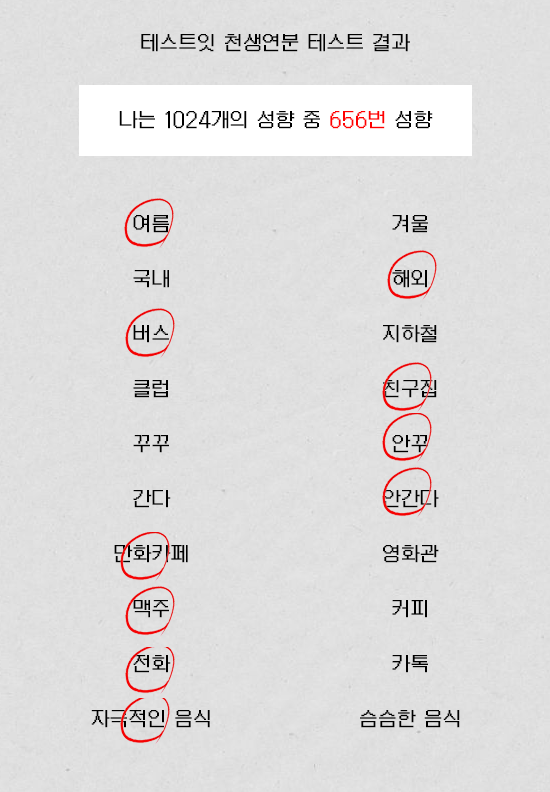 테스트잇 천생연분 테스트 결과
나는 1024개의 성향 중 656번 성향
여름 겨울
국내 해외
버스 지하철
클럽 친구집
꾸꾸 안꾸
간다 안간다
만화카페 영화관
맥주 커피
전화 카톡
자극적인 음식 슴슴한 음식